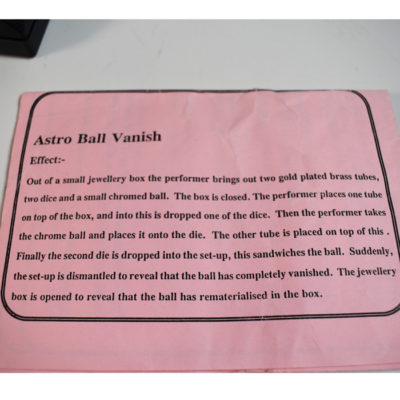 Astro Ball Vanish
Effect:-
Out of a small jewellery box the performer brings out two gold plated brass tubes,
two dice and a small chromed ball. The box is closed. The performer places one tube
on top of the box, and into this is dropped one of the dice. Then the performer takes
the chrome ball and places it onto the die. The other tube is placed on top of this .
Finally the second die is dropped into the set-up, this sandwiches the ball. Suddenly,
the set-up is dismantled to reveal that the ball has completely vanished. The jewellery
box is opened to reveal that the ball has rematerialised in the box.